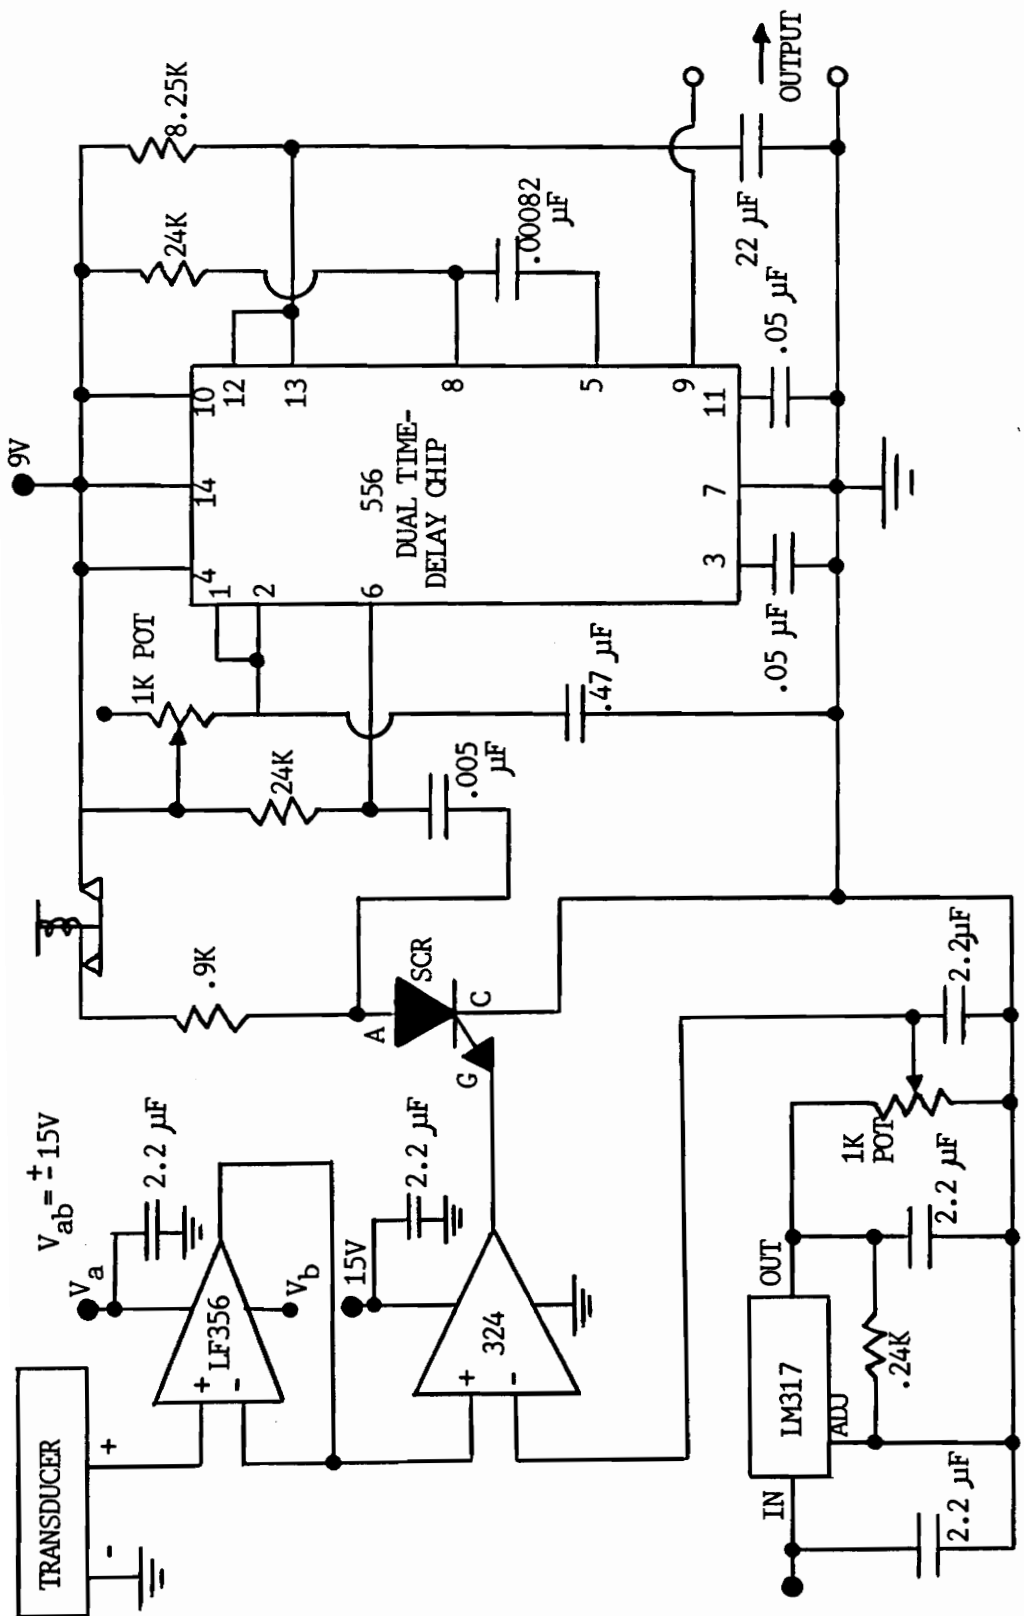 TRANSDUCER
+
-
V_ab = ±15V
V_a
2.2 µF
LF356
+
-
V_b
15V
2.2 µF
324
+
-
.9K
A
SCR
C
G
IN
LM317
ADJ
OUT
.24K
2.2 µF
2.2 µF
1K
POT
2.2µF
9V
1K POT
24K
.005
µF
.47 µF
4
14
10
1
2
6
12
13
8
5
9
3
7
11
556
DUAL TIME-
DELAY CHIP
24K
8.25K
.00082
µF
.05 µF
.05 µF
22 µF
OUTPUT